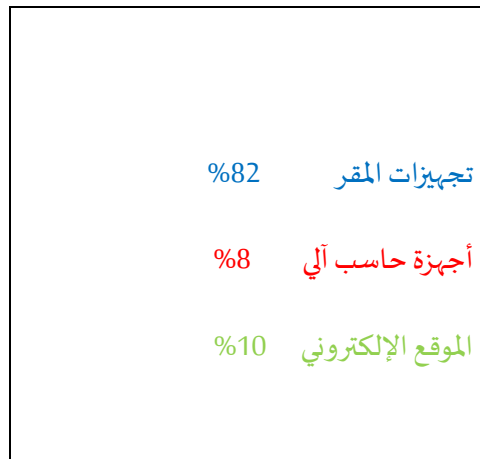 تجهيزات المقر 82%
أجهزة حاسب آلي 8%
الموقع الإلكتروني 10%